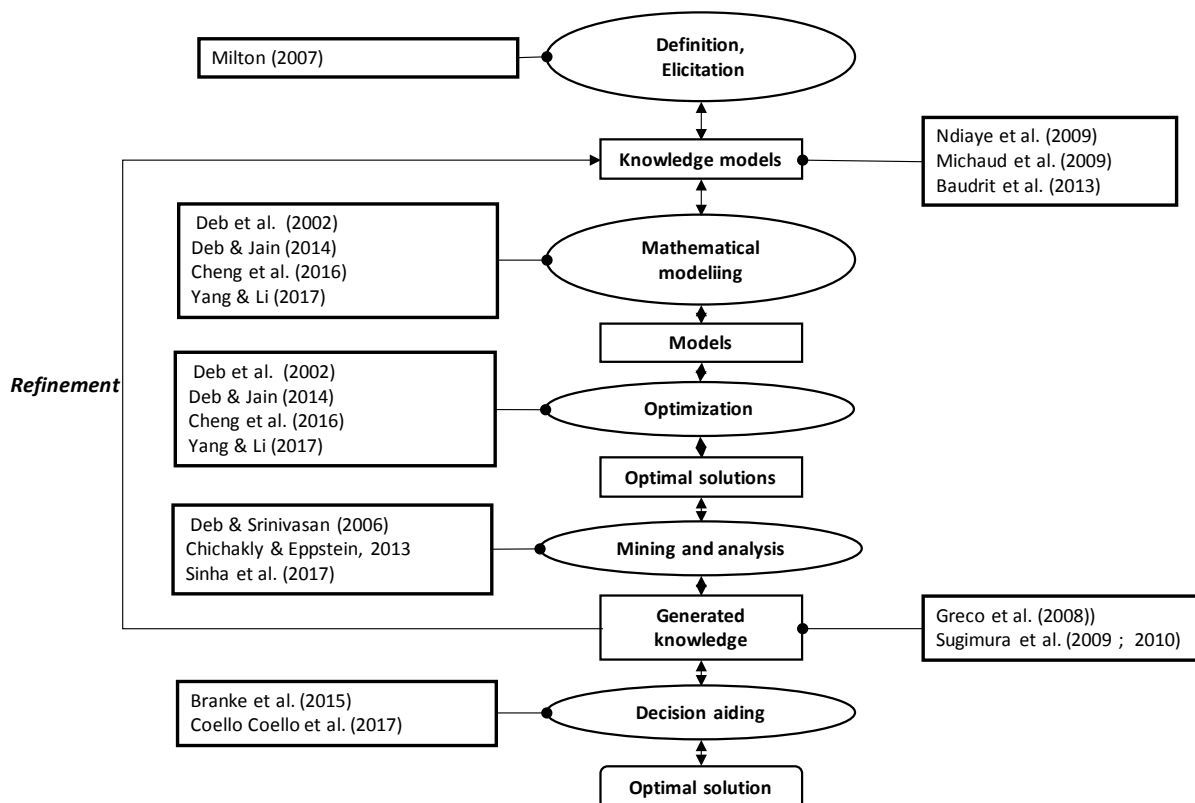 Definition,
Elicitation
Milton (2007)
Knowledge models
Ndiaye et al. (2009)
Michaud et al. (2009)
Baudrit et al. (2013)
Deb et al. (2002)
Deb & Jain (2014)
Cheng et al. (2016)
Yang & Li (2017)
Mathematical
modeliing
Models
Refinement
Deb et al. (2002)
Deb & Jain (2014)
Cheng et al. (2016)
Yang & Li (2017)
Optimization
Optimal solutions
Deb & Srinivasan (2006)
Chichakly & Eppstein, 2013
Sinha et al. (2017)
Mining and analysis
Generated
knowledge
Greco et al. (2008))
Sugimura et al. (2009 ; 2010)
Branke et al. (2015)
Coello Coello et al. (2017)
Decision aiding
Optimal solution